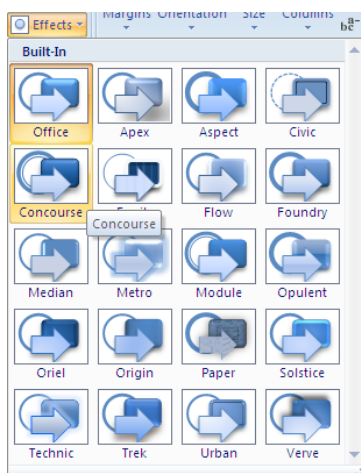 Effects
Margins Orientation Size Columns
bc
a-
Built-In
Office Apex Aspect Civic
Concourse Flow Foundry
Concourse
Median Metro Module Opulent
Oriel Origin Paper Solstice
Technic Trek Urban Verve